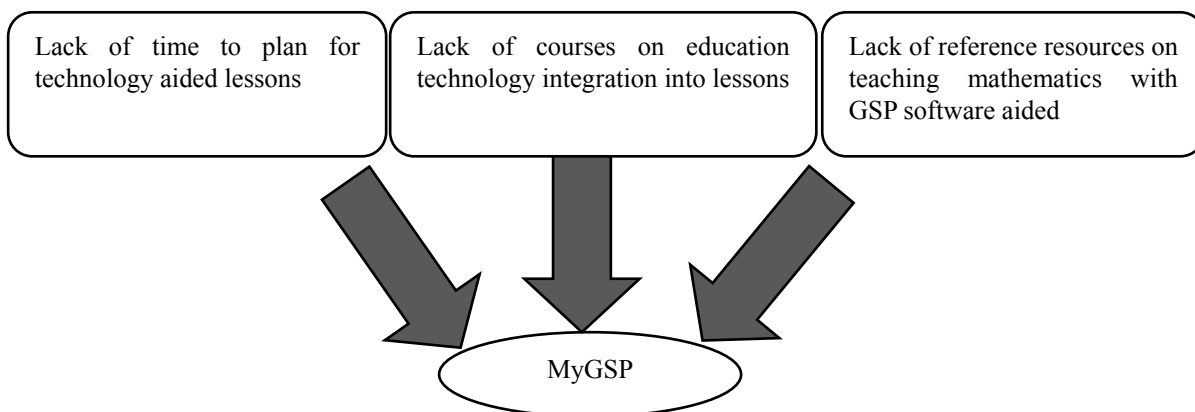 Lack of time to plan for
technology aided lessons
Lack of courses on education
technology integration into lessons
Lack of reference resources on
teaching mathematics with
GSP software aided
MyGSP